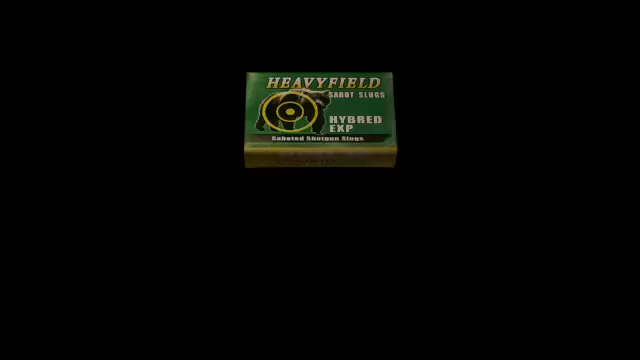 HEAVYFIELD
SABOT SLUGS
HYBRED
EXP
Saboted Shotgun Slugs